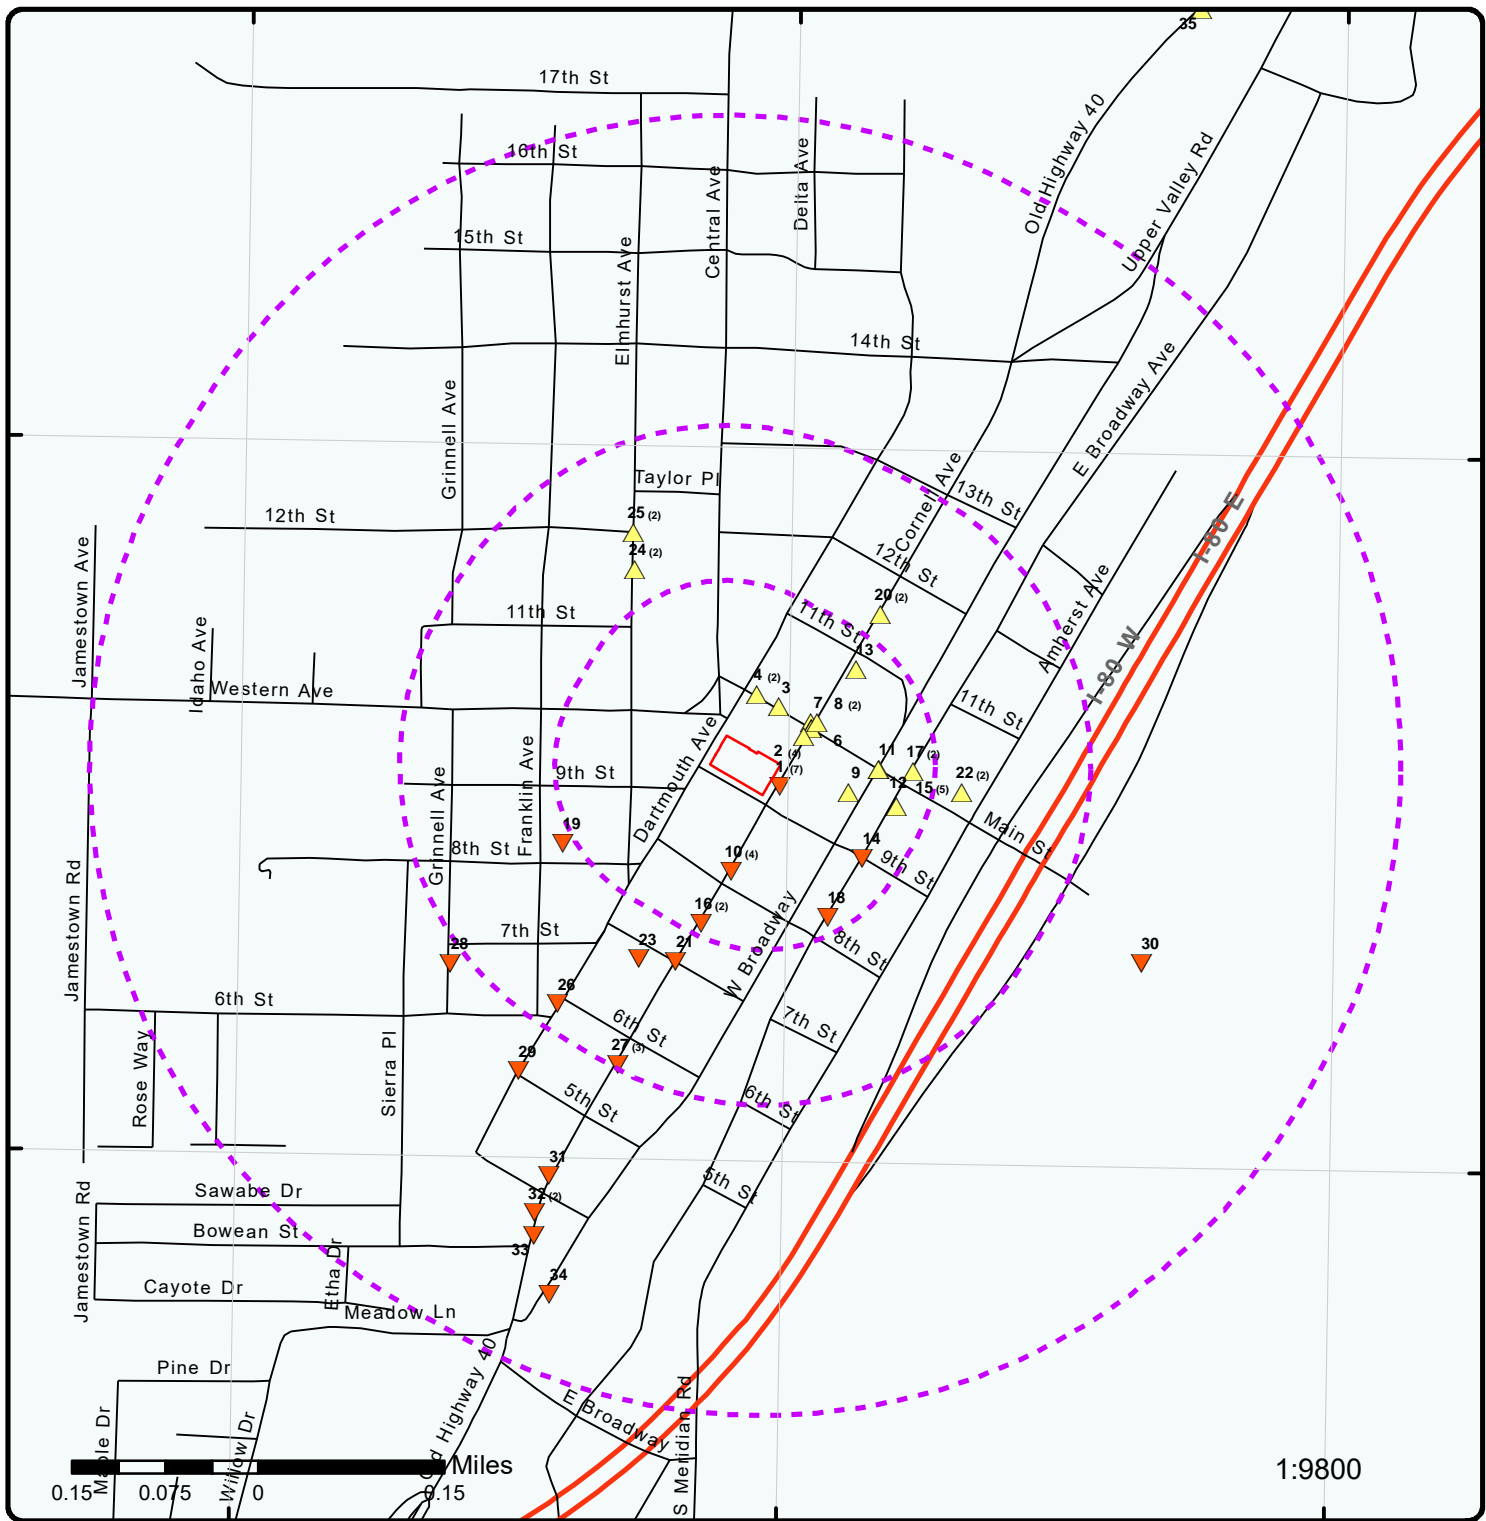 35
17th St
16th St
Delta Ave
Central Ave
Old Highway 40
Upper Valley Rd
15th St
Elmhurst Ave
14th St
E Broadway Ave
Grinnell Ave
Taylor Pl
Cornell Ave
13th St
12th St
25 (2)
24 (2)
12th St
I-80 E
Jamestown Ave
20 (2)
11th St
11th St
Amherst Ave
Idaho Ave
Western Ave
13
4 (2)
3
7
8 (2)
6
I-80 W
11th St
Dartmouth Ave
2 (4)
1 (7)
11
17 (2)
9
12
15 (5)
22 (2)
9th St
Grinnell Ave
Franklin Ave
Main St
19
8th St
10 (4)
14
9th St
Jamestown Rd
16 (2)
18
W Broadway
8th St
7th St
28
23
21
30
6th St
26
6th St
7th St
Rose Way
Sierra Pl
29
27 (3)
5th St
6th St
31
5th St
Jamestown Rd
Sawabe Dr
32 (2)
Bowean St
33
Etha Dr
34
Cayote Dr
Meadow Ln
Pine Dr
Old Highway 40
E Broadway
S Meridian Rd
Maple Dr
Willow Dr
Miles
1:9800
0.15
0.075
0
0.15